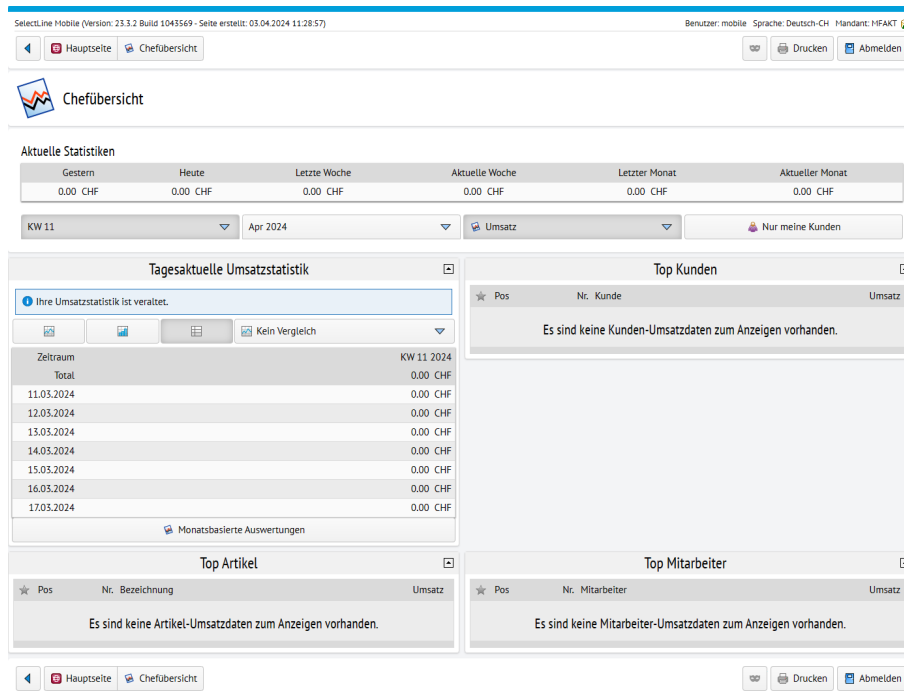 SelectLine Mobile (Version: 23.3.2 Build 1043569 - Seite erstellt: 03.04.2024 11:28:57) Benutzer: mobile Sprache: Deutsch-CH Mandant: MFAKT
Hauptseite Chefübersicht Drucken Abmelden
Chefübersicht
Aktuelle Statistiken
Gestern Heute Letzte Woche Aktuelle Woche Letzter Monat Aktueller Monat
0.00 CHF 0.00 CHF 0.00 CHF 0.00 CHF 0.00 CHF 0.00 CHF
KW 11 Apr 2024 Umsatz Nur meine Kunden
Tagesaktuelle Umsatzstatistik
Ihre Umsatzstatistik ist veraltet.
Kein Vergleich
Zeitraum KW 11 2024
Total 0.00 CHF
11.03.2024 0.00 CHF
12.03.2024 0.00 CHF
13.03.2024 0.00 CHF
14.03.2024 0.00 CHF
15.03.2024 0.00 CHF
16.03.2024 0.00 CHF
17.03.2024 0.00 CHF
Monatsbasierte Auswertungen
Top Kunden
Pos Nr. Kunde Umsatz
Es sind keine Kunden-Umsatzdaten zum Anzeigen vorhanden.
Top Artikel
Pos Nr. Bezeichnung Umsatz
Es sind keine Artikel-Umsatzdaten zum Anzeigen vorhanden.
Top Mitarbeiter
Pos Nr. Mitarbeiter Umsatz
Es sind keine Mitarbeiter-Umsatzdaten zum Anzeigen vorhanden.
Hauptseite Chefübersicht Drucken Abmelden